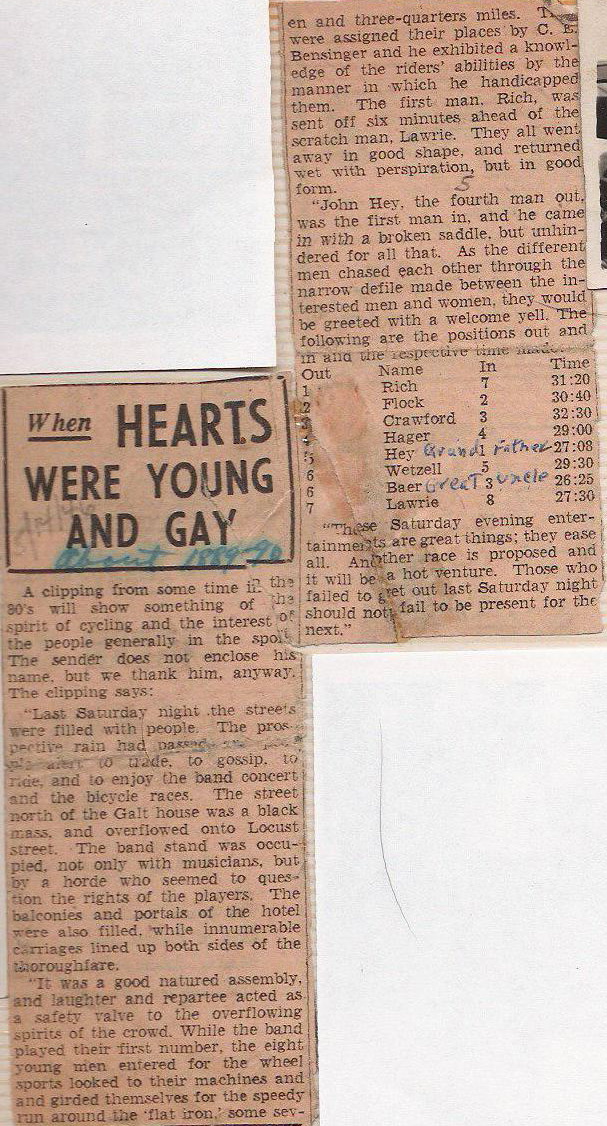 When HEARTS
WERE YOUNG
AND GAY
About 1889-90
A clipping from some time in the
80's will show something of the
spirit of cycling and the interest of
the people generally in the sport.
The sender does not enclose his
name, but we thank him, anyway.
The clipping says:
"Last Saturday night the streets
were filled with people. The pros-
pective rain had passed
to trade, to gossip, to
ride, and to enjoy the band concert
and the bicycle races. The street
north of the Galt house was a black
mass, and overflowed onto Locust
street. The band stand was occu-
pied, not only with musicians, but
by a horde who seemed to ques-
tion the rights of the players. The
balconies and portals of the hotel
were also filled, while innumerable
carriages lined up both sides of the
thoroughfare.
"It was a good natured assembly,
and laughter and repartee acted as
a safety valve to the overflowing
spirits of the crowd. While the band
played their first number, the eight
young men entered for the wheel
sports looked to their machines and
and girded themselves for the speedy
run around the 'flat iron,' some sev-
en and three-quarters miles.
were assigned their places by C. E.
Bensinger and he exhibited a knowl-
edge of the riders' abilities by the
manner in which he handicapped
them. The first man, Rich, was
sent off six minutes ahead of the
scratch man, Lawrie. They all went
away in good shape, and returned
wet with perspiration, but in good
form.
5
"John Hey, the fourth man out,
was the first man in, and he came
in with a broken saddle, but unhin-
dered for all that. As the different
men chased each other through the
narrow defile made between the in-
terested men and women, they would
be greeted with a welcome yell. The
following are the positions out and
in and the respective time made:
Out Name In Time
1 Rich 7 31:20
2 Flock 2 30:40
3 Crawford 3 32:30
4 Hager 4 29:00
5 Hey Grand Father 1 27:08
6 Wetzell 5 29:30
6 Baer Great Uncle 3 26:25
7 Lawrie 8 27:30
"These Saturday evening enter-
tainments are great things; they ease
all. Another race is proposed and
it will be a hot venture. Those who
failed to get out last Saturday night
should not fail to be present for the
next."